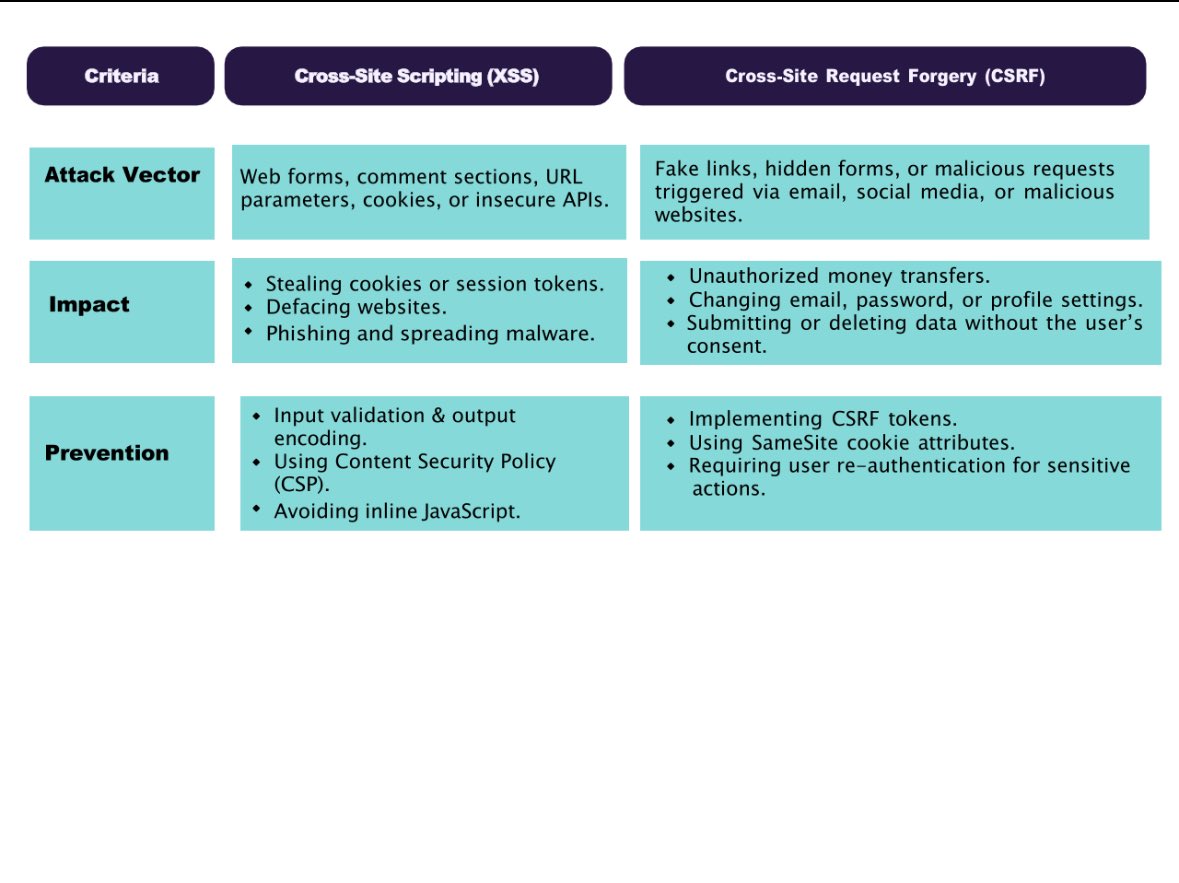 Criteria
Cross-Site Scripting (XSS)
Cross-Site Request Forgery (CSRF)
Attack Vector
Web forms, comment sections, URL
parameters, cookies, or insecure APIs.
Fake links, hidden forms, or malicious requests
triggered via email, social media, or malicious
websites.
Impact
◆ Stealing cookies or session tokens.
◆ Defacing websites.
◆ Phishing and spreading malware.
◆ Unauthorized money transfers.
◆ Changing email, password, or profile settings.
◆ Submitting or deleting data without the user’s
consent.
Prevention
◆ Input validation & output
encoding.
◆ Using Content Security Policy
(CSP).
◆ Avoiding inline JavaScript.
◆ Implementing CSRF tokens.
◆ Using SameSite cookie attributes.
◆ Requiring user re-authentication for sensitive
actions.